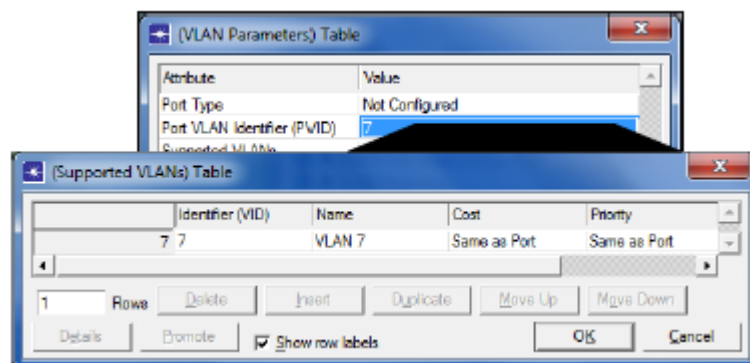 (VLAN Parameters) Table
Attribute Value
Port Type Not Configured
Port VLAN Identifier (PVID) 7
Supported VLANs
(Supported VLANs) Table
Identifier (VID) Name Cost Priority
7 7 VLAN 7 Same as Port Same as Port
1 Rows Delete Insert Duplicate Move Up Move Down
Details Promote Show row labels OK Cancel